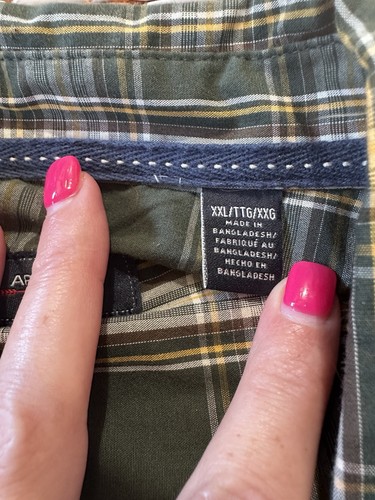 XXL/TTG/XXG
MADE IN
BANGLADESH/
FABRIQUÉ AU
BANGLADESH/
HECHO EN
BANGLADESH